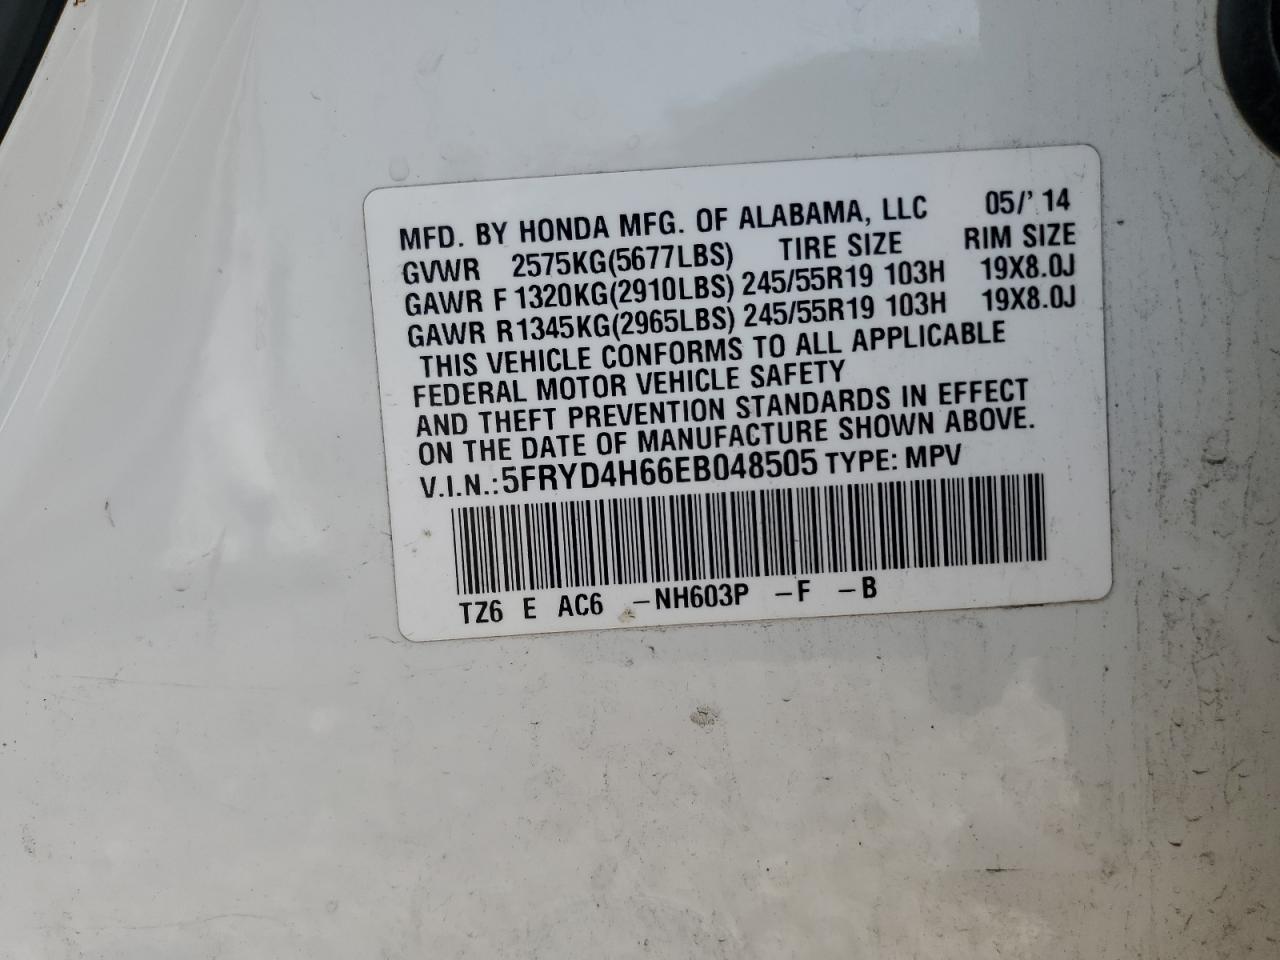 MFD. BY HONDA MFG. OF ALABAMA, LLC 05/' 14
GVWR 2575KG(5677LBS) TIRE SIZE RIM SIZE
GAWR F 1320KG(2910LBS) 245/55R19 103H 19X8.0J
GAWR R 1345KG(2965LBS) 245/55R19 103H 19X8.0J
THIS VEHICLE CONFORMS TO ALL APPLICABLE
FEDERAL MOTOR VEHICLE SAFETY
AND THEFT PREVENTION STANDARDS IN EFFECT
ON THE DATE OF MANUFACTURE SHOWN ABOVE.
V.I.N.: 5FRYD4H66EB048505 TYPE: MPV
TZ6 E AC6 –NH603P –F –B